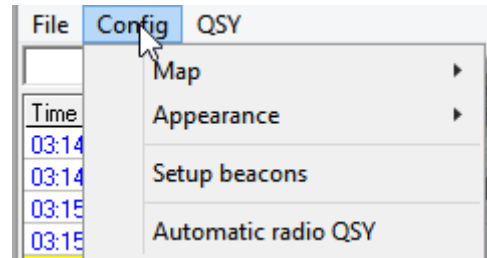 File Config QSY
Map
Time
Appearance
03:14
03:14
Setup beacons
03:15
03:15
Automatic radio QSY